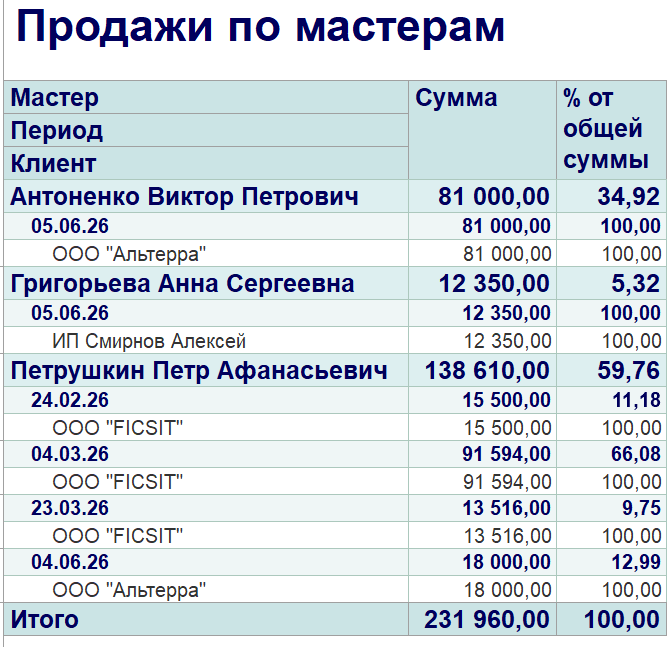 Продажи по мастерам
Мастер Сумма % от
Период общей
Клиент суммы
Антоненко Виктор Петрович 81 000,00 34,92
05.06.26 81 000,00 100,00
ООО "Альтерра" 81 000,00 100,00
Григорьева Анна Сергеевна 12 350,00 5,32
05.06.26 12 350,00 100,00
ИП Смирнов Алексей 12 350,00 100,00
Петрушкин Петр Афанасьевич 138 610,00 59,76
24.02.26 15 500,00 11,18
ООО "FICSIT" 15 500,00 100,00
04.03.26 91 594,00 66,08
ООО "FICSIT" 91 594,00 100,00
23.03.26 13 516,00 9,75
ООО "FICSIT" 13 516,00 100,00
04.06.26 18 000,00 12,99
ООО "Альтерра" 18 000,00 100,00
Итого 231 960,00 100,00